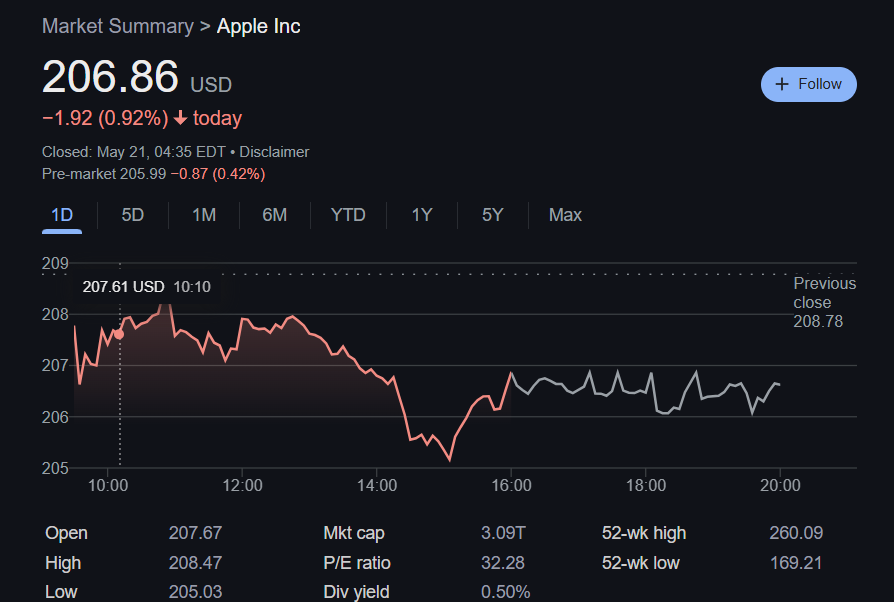 Market Summary > Apple Inc
206.86 USD
+ Follow
−1.92 (0.92%) ↓ today
Closed: May 21, 04:35 EDT • Disclaimer
Pre-market 205.99 −0.87 (0.42%)
1D 5D 1M 6M YTD 1Y 5Y Max
209
207.61 USD 10:10
Previous
close
208.78
208
207
206
205
10:00 12:00 14:00 16:00 18:00 20:00
Open 207.67 Mkt cap 3.09T 52-wk high 260.09
High 208.47 P/E ratio 32.28 52-wk low 169.21
Low 205.03 Div yield 0.50%